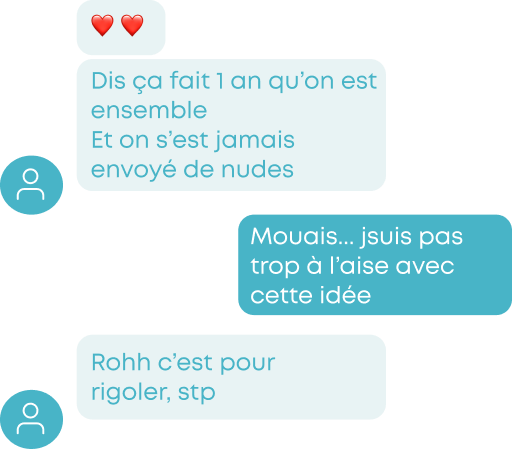 ❤️ ❤️
Dis ça fait 1 an qu’on est
ensemble
Et on s’est jamais
envoyé de nudes
Mouais... jsuis pas
trop à l’aise avec
cette idée
Rohh c’est pour
rigoler, stp